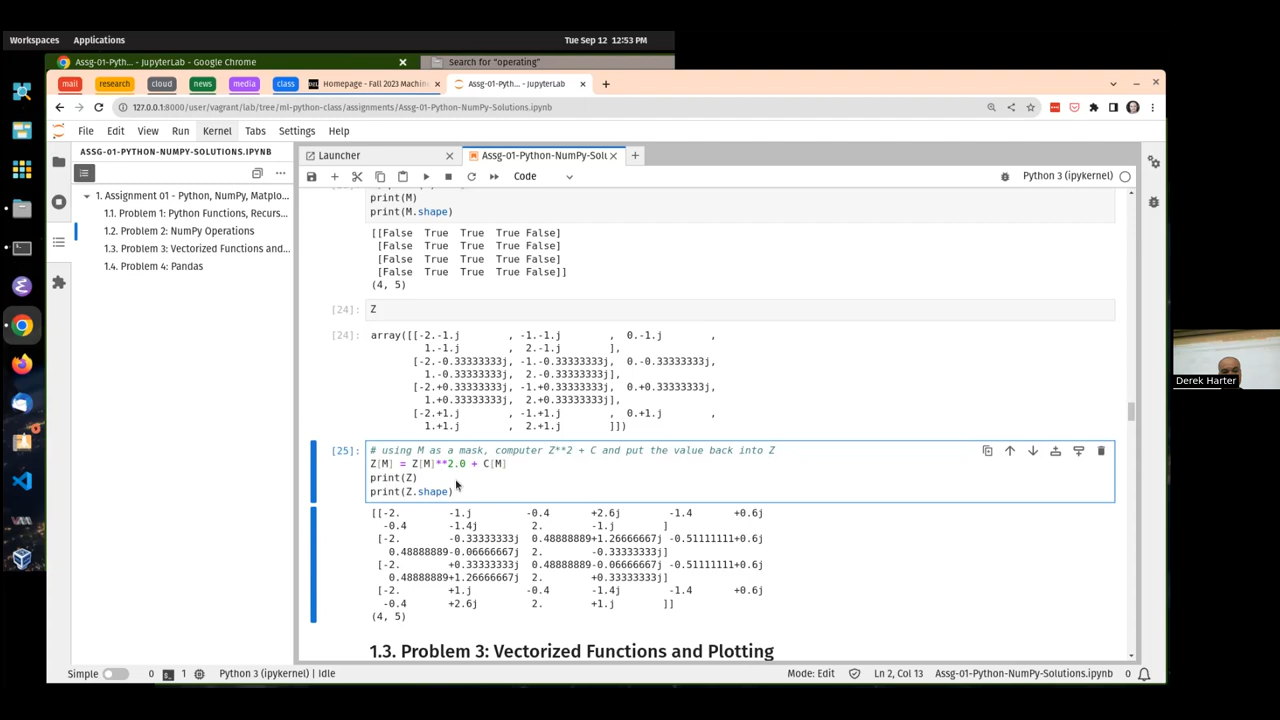 Workspaces Applications Tue Sep 12 12:53 PM
Assg-01-Pyth... - JupyterLab - Google Chrome Search for "operating"
mail research cloud news media class Homepage - Fall 2023 Machin Assg-01-Pyth... - JupyterLab
127.0.0.1:8000/user/vagrant/lab/tree/ml-python-class/assignments/Assg-01-Python-NumPy-Solutions.ipynb
File Edit View Run Kernel Tabs Settings Help
ASSG-01-PYTHON-NUMPY-SOLUTIONS.IPYNB
Launcher Assg-01-Python-NumPy-Solu
Code Python 3 (ipykernel)
1. Assignment 01 - Python, NumPy, Matplo...
1.1. Problem 1: Python Functions, Recurs...
1.2. Problem 2: NumPy Operations
1.3. Problem 3: Vectorized Functions and...
1.4. Problem 4: Pandas
print(M)
print(M.shape)
[[False True True True False]
[False True True True False]
[False True True True False]
[False True True True False]]
(4, 5)
[24]: Z
[24]: array([[-2.-1.j , -1.-1.j , 0.-1.j ,
1.-1.j , 2.-1.j ],
[-2.-0.33333333j, -1.-0.33333333j, 0.-0.33333333j,
1.-0.33333333j, 2.-0.33333333j],
[-2.+0.33333333j, -1.+0.33333333j, 0.+0.33333333j,
1.+0.33333333j, 2.+0.33333333j],
[-2.+1.j , -1.+1.j , 0.+1.j ,
1.+1.j , 2.+1.j ]])
[25]: # using M as a mask, computer Z**2 + C and put the value back into Z
Z[M] = Z[M]**2.0 + C[M]
print(Z)
print(Z.shape)
[[-2. -1.j -0.4 +2.6j -1.4 +0.6j
-0.4 -1.4j 2. -1.j ]
[-2. -0.33333333j 0.48888889+1.26666667j -0.51111111+0.6j
0.48888889-0.06666667j 2. -0.33333333j]
[-2. +0.33333333j 0.48888889-0.06666667j -0.51111111+0.6j
0.48888889+1.26666667j 2. +0.33333333j]
[-2. +1.j -0.4 -1.4j -1.4 +0.6j
-0.4 +2.6j 2. +1.j ]]
(4, 5)
1.3. Problem 3: Vectorized Functions and Plotting
Simple 0 1 Python 3 (ipykernel) | Idle Mode: Edit Ln 2, Col 13 Assg-01-Python-NumPy-Solutions.ipynb 0
Derek Harter